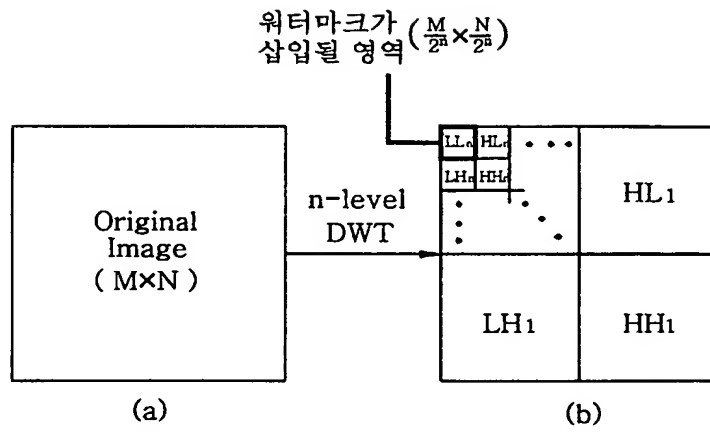 워터마크가
삽입될 영역 (M/2ⁿ × N/2ⁿ)
LLn HLn
LHn HHn
HL1
Original
Image
( M×N )
n-level
DWT
LH1 HH1
(a) (b)